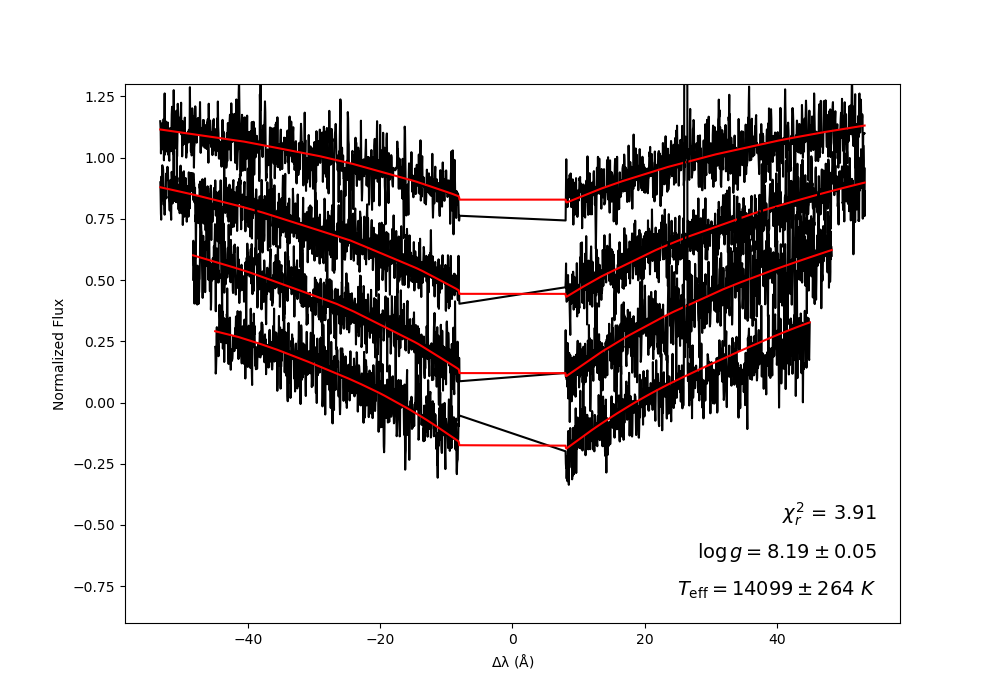 1.25
1.00
0.75
0.50
0.25
0.00
−0.25
−0.50
−0.75
Normalized Flux
χ²ᵣ = 3.91
log g = 8.19 ± 0.05
T_eff = 14099 ± 264 K
−40 −20 0 20 40
Δλ (Å)